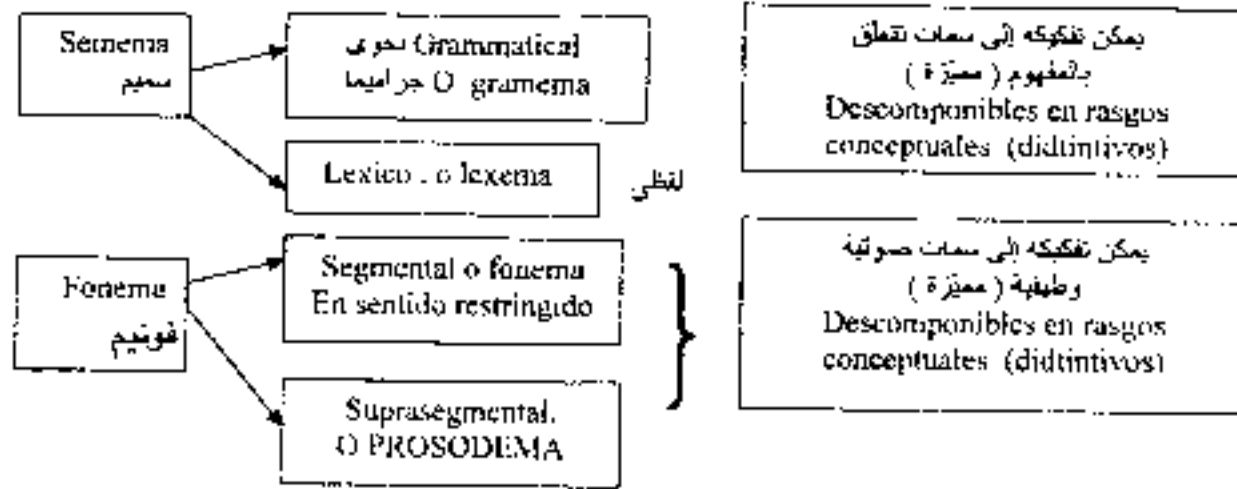 Semema
سميم
نحوى Grammatical
جراميما O gramema
Lexico . o lexema
لفظى
يمكن تفكيكه إلى سمات تتعلق
بالمفهوم ( مميّزة )
Descomponibles en rasgos
conceptuales (didtintivos)
Fonema
فونيم
Segmental o fonema
En sentido restringido
Suprasegmental.
O PROSODEMA
يمكن تفكيكه إلى سمات صوتية
وظيفية ( مميّزة )
Descomponibles en rasgos
conceptuales (didtintivos)